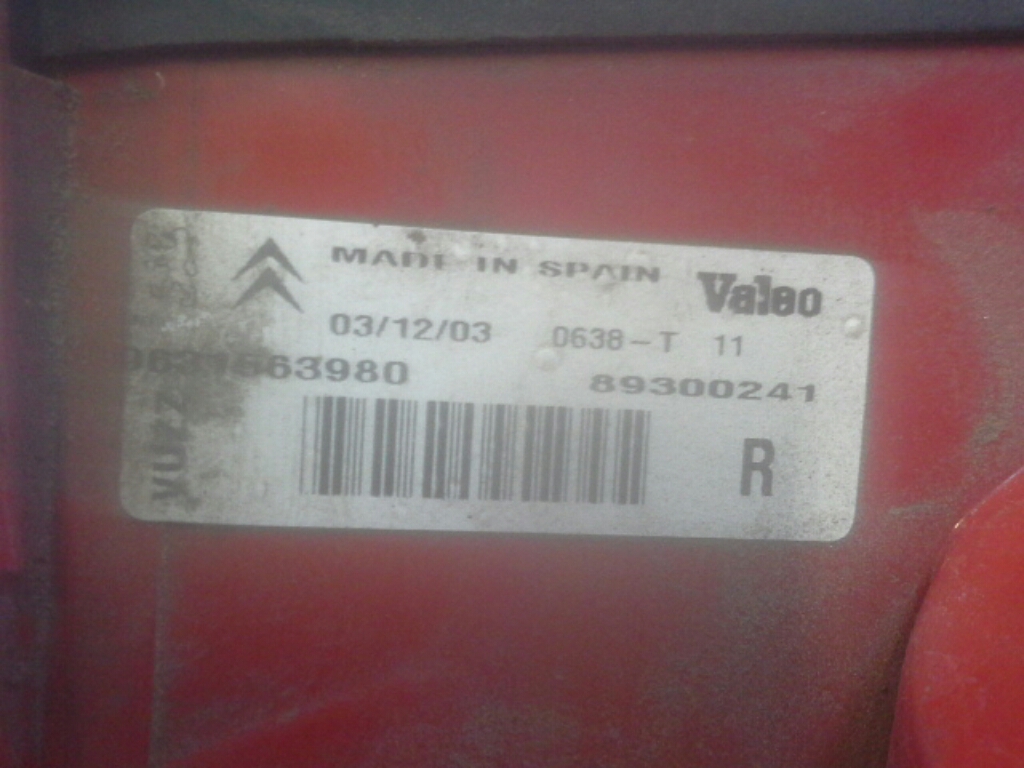 MADE IN SPAIN
Valeo
03/12/03 0638-T 11
89300241
R